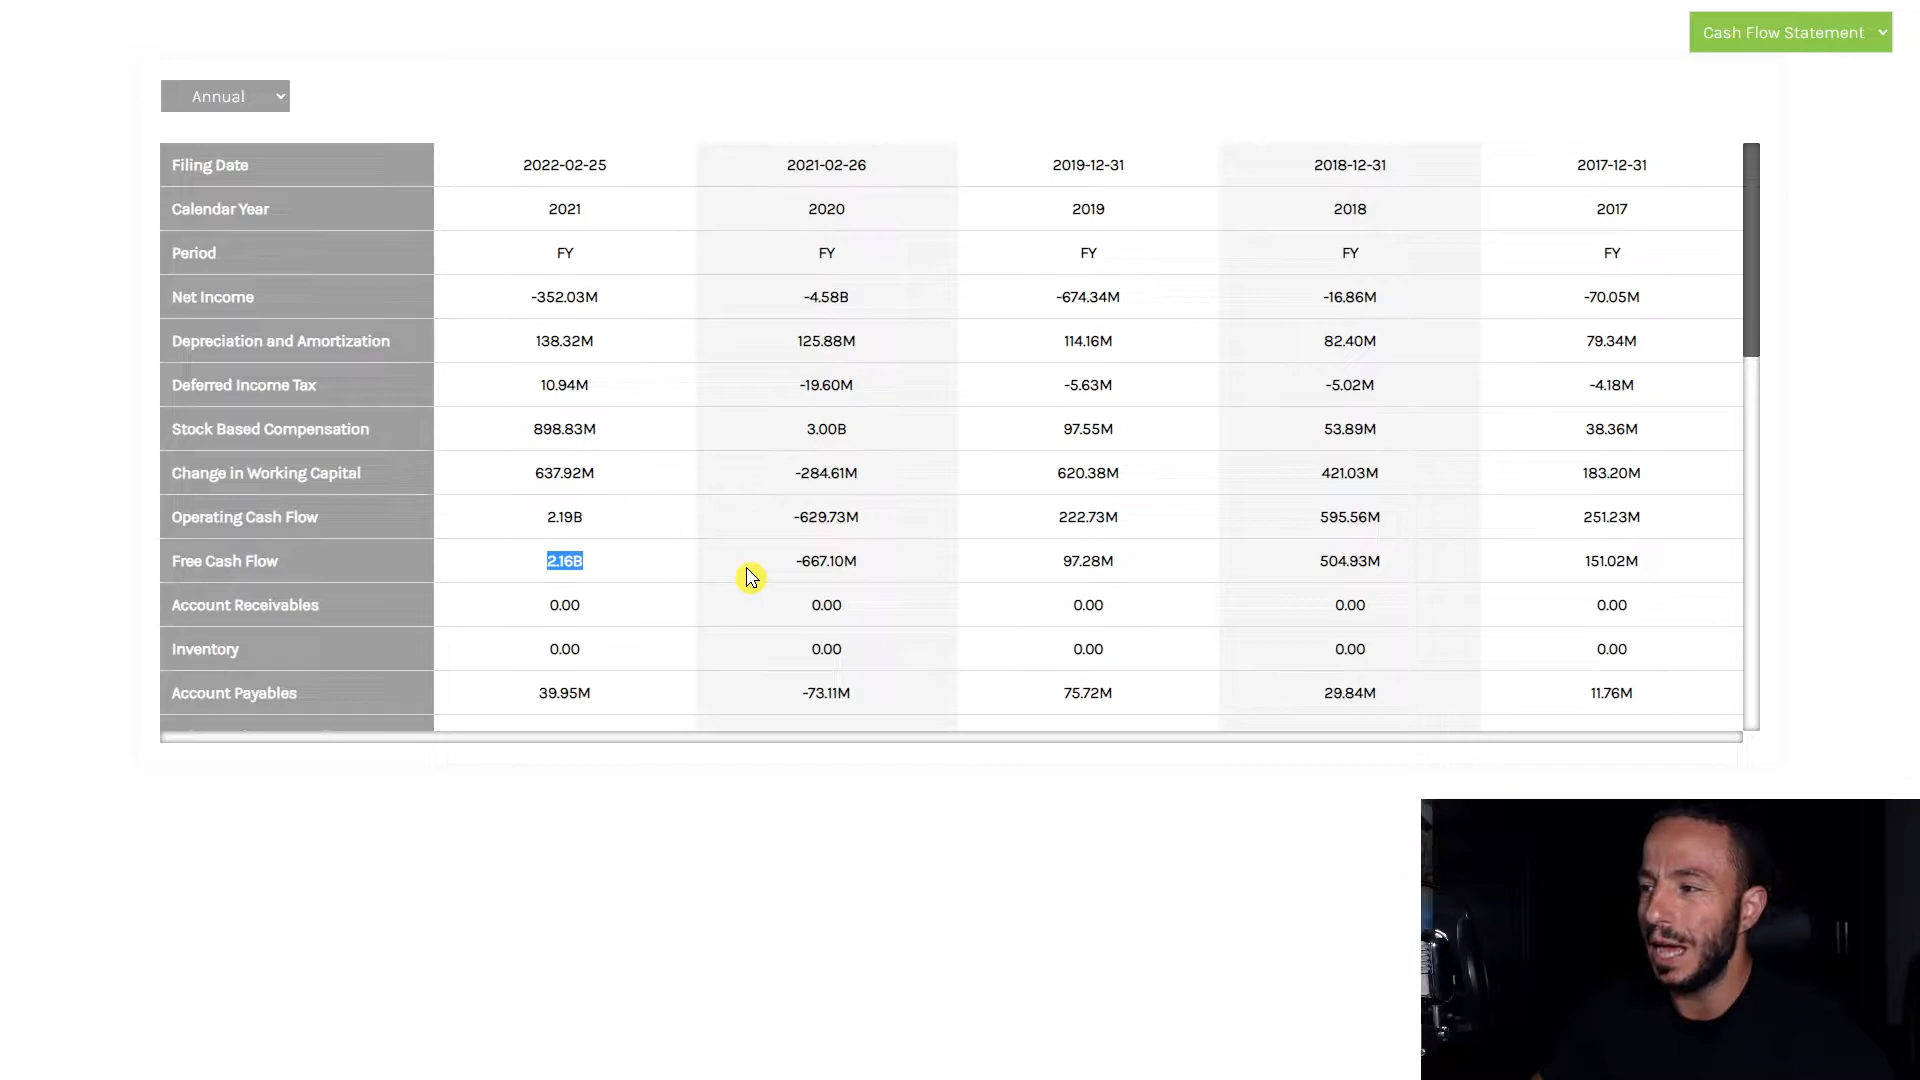 Cash Flow Statement
Annual
Filing Date 2022-02-25 2021-02-26 2019-12-31 2018-12-31 2017-12-31
Calendar Year 2021 2020 2019 2018 2017
Period FY FY FY FY FY
Net Income -352.03M -4.58B -674.34M -16.86M -70.05M
Depreciation and Amortization 138.32M 125.88M 114.16M 82.40M 79.34M
Deferred Income Tax 10.94M -19.60M -5.63M -5.02M -4.18M
Stock Based Compensation 898.83M 3.00B 97.55M 53.89M 38.36M
Change in Working Capital 637.92M -284.61M 620.38M 421.03M 183.20M
Operating Cash Flow 2.19B -629.73M 222.73M 595.56M 251.23M
Free Cash Flow 2.16B -667.10M 97.28M 504.93M 151.02M
Account Receivables 0.00 0.00 0.00 0.00 0.00
Inventory 0.00 0.00 0.00 0.00 0.00
Account Payables 39.95M -73.11M 75.72M 29.84M 11.76M